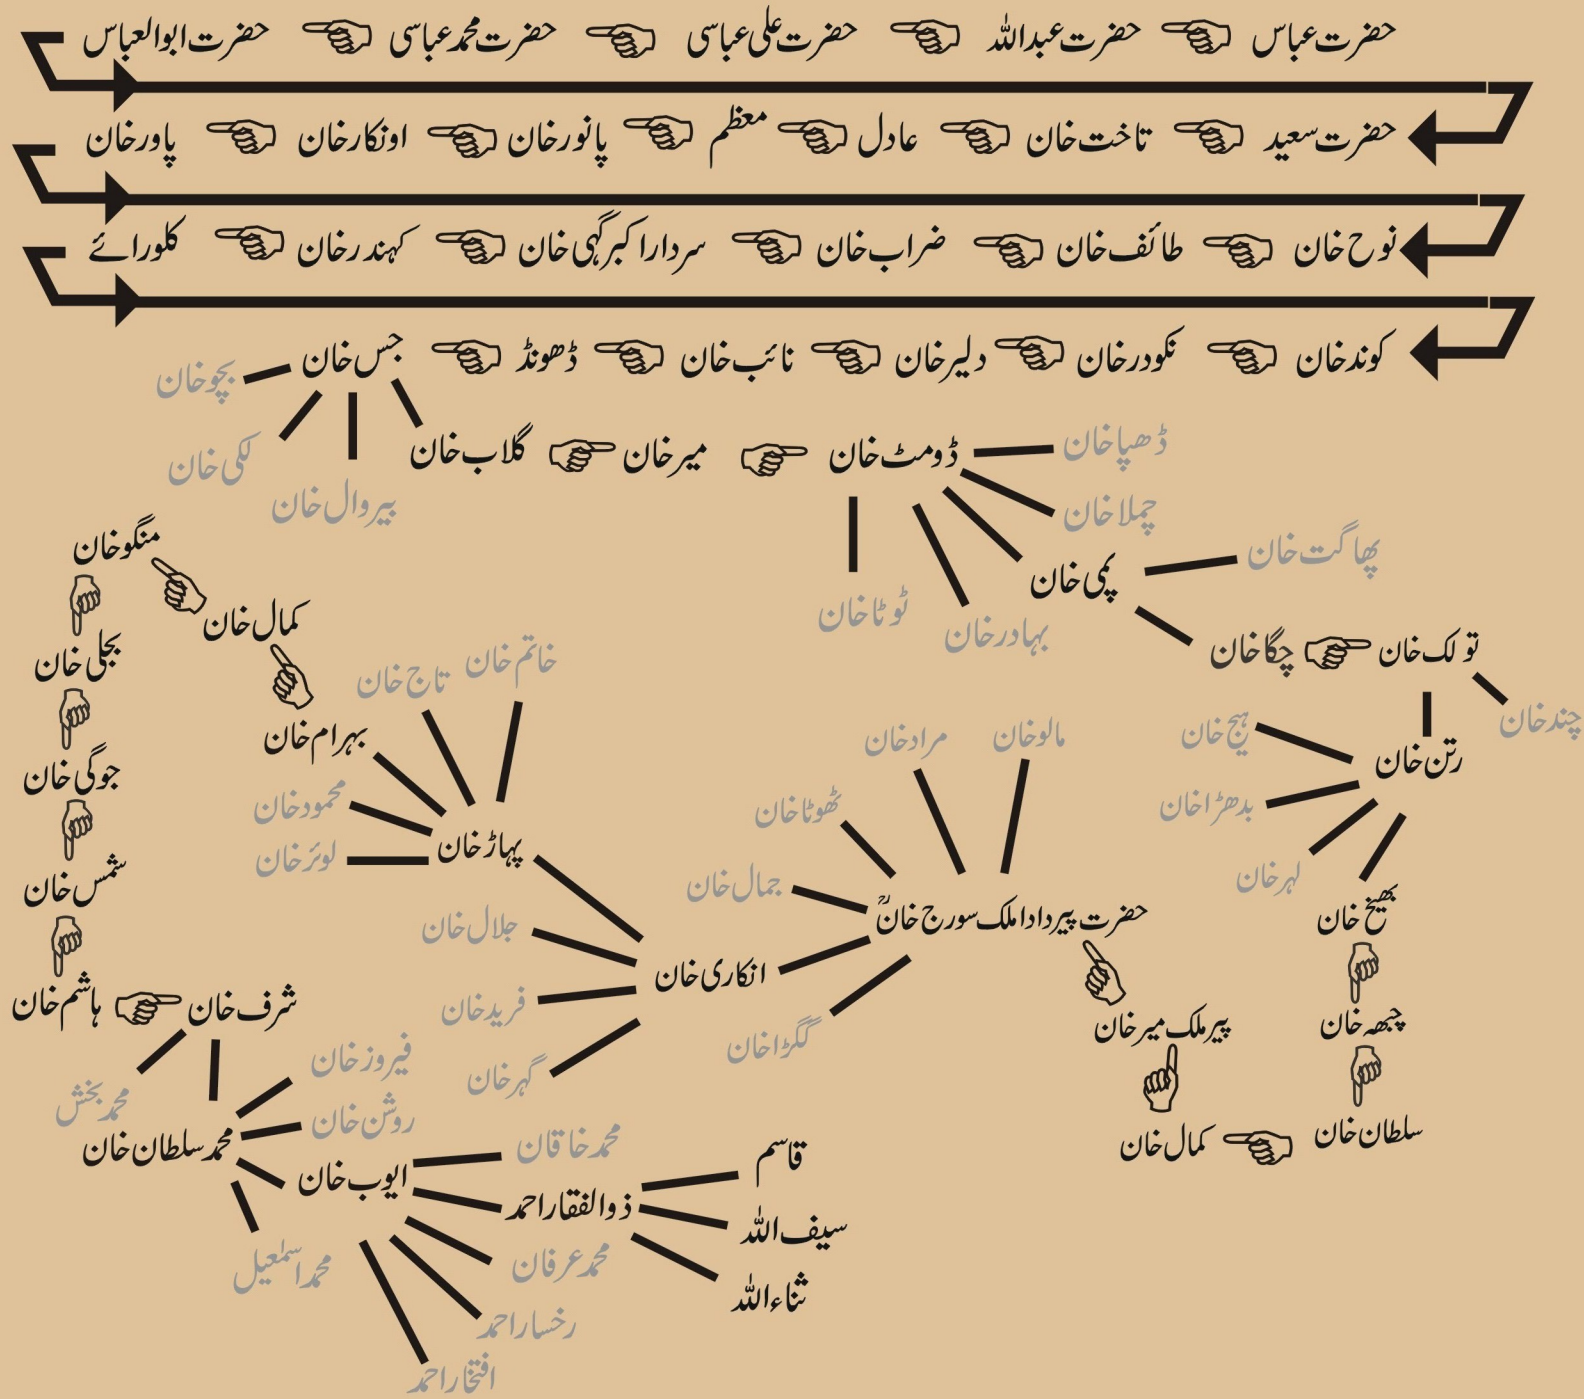 حضرت عباس حضرت عبداللہ حضرت علی عباسی حضرت محمد عباسی حضرت ابوالعباس
حضرت سعید تاخت خان عادل معظم پانور خان اونکار خان پاور خان
نوح خان طائف خان ضراب خان سردار اکبر گہی خان کہندر خان کلورائے
کوند خان نکودر خان دلیر خان نائب خان ڈھونڈ جس خان
بچو خان
لکی خان
بیروال خان
گلاب خان میر خان ڈومٹ خان
ڈھپا خان
چملا خان
پمی خان
بہادر خان
ٹوٹا خان
پھاگت خان
چگا خان تولک خان
چند خان
رتن خان
ہیچ خان
بدھڑا خان
لہر خان
بھیخ خان
چبھہ خان
سلطان خان
کمال خان
پیر ملک میر خان
حضرت پیر دادا ملک سورج خانؒ
مالو خان
مراد خان
ٹھوٹا خان
جمال خان
گگڑا خان
انکاری خان
جلال خان
فرید خان
گہر خان
پہاڑ خان
خاتم خان
تاج خان
محمود خان
لوئر خان
بہرام خان
کمال خان
منگو خان
بجلی خان
جوگی خان
شمس خان
ہاشم خان
شرف خان
محمد بخش
محمد سلطان خان
فیروز خان
روشن خان
محمد اسمٰعیل
ایوب خان
محمد خاقان
ذوالفقار احمد
محمد عرفان
رخسار احمد
افتخار احمد
قاسم
سیف اللہ
ثناء اللہ